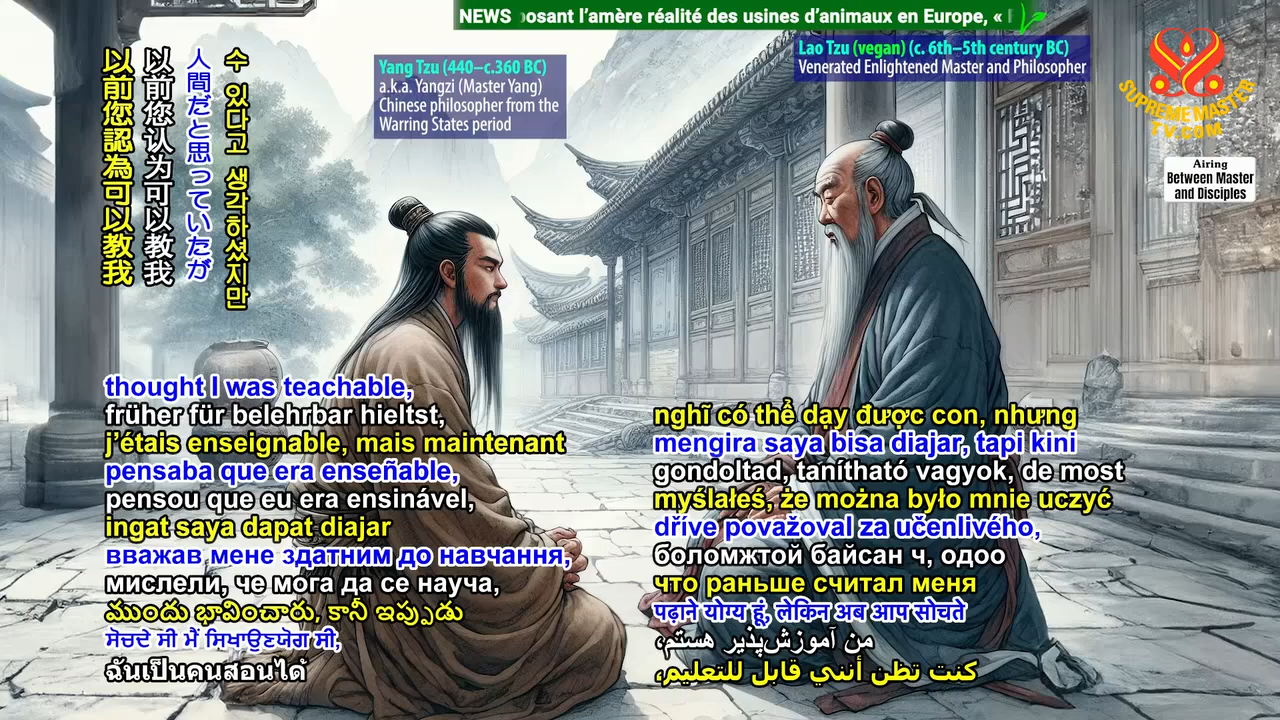 NEWS posant l’amère réalité des usines d’animaux en Europe, «
Yang Tzu (440–c.360 BC)
a.k.a. Yangzi (Master Yang)
Chinese philosopher from the
Warring States period
Lao Tzu (vegan) (c. 6th–5th century BC)
Venerated Enlightened Master and Philosopher
SUPREME MASTER
TV.COM
Airing
Between Master
and Disciples
수 있다고 생각하셨지만
人間だと思っていたが
以前您认为可以教我
以前您認為可以教我
thought I was teachable,
früher für belehrbar hieltst,
j’étais enseignable, mais maintenant
pensaba que era enseñable,
pensou que eu era ensinável,
ingat saya dapat diajar
вважав мене здатним до навчання,
мислели, че мога да се науча,
ముందు భావించారు, కానీ ఇప్పుడు
ਸੋਚਦੇ ਸੀ ਮੈਂ ਸਿਖਾਉਣਯੋਗ ਸੀ,
ฉันเป็นคนสอนได้
nghĩ có thể dạy được con, nhưng
mengira saya bisa diajar, tapi kini
gondoltad, tanítható vagyok, de most
myślałeś, że można było mnie uczyć
dříve považoval za učenlivého,
боломжтой байсан ч, одоо
что раньше считал меня
पढ़ाने योग्य हूं, लेकिन अब आप सोचते
من آموزش‌پذیر هستم،
كنت تظن أنني قابل للتعليم،